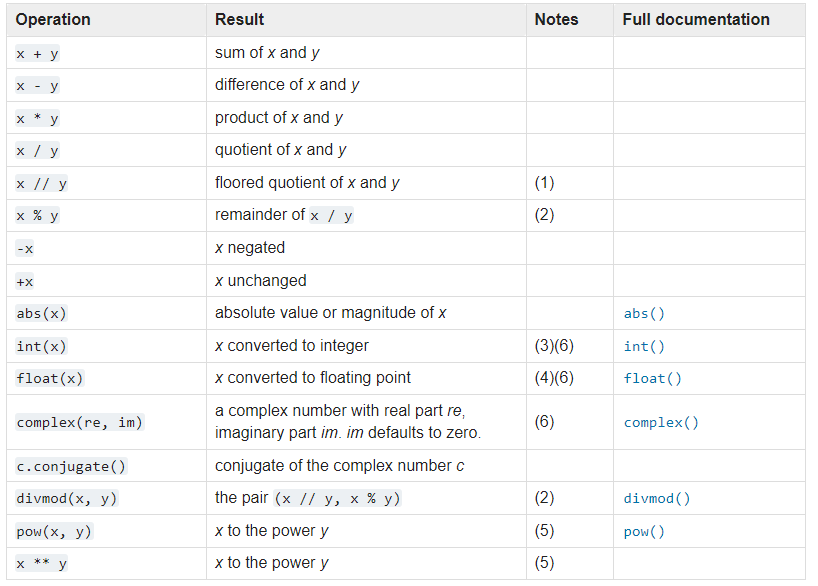 Operation Result Notes Full documentation
x + y sum of x and y
x - y difference of x and y
x * y product of x and y
x / y quotient of x and y
x // y floored quotient of x and y (1)
x % y remainder of x / y (2)
-x x negated
+x x unchanged
abs(x) absolute value or magnitude of x abs()
int(x) x converted to integer (3)(6) int()
float(x) x converted to floating point (4)(6) float()
complex(re, im) a complex number with real part re, (6) complex()
imaginary part im. im defaults to zero.
c.conjugate() conjugate of the complex number c
divmod(x, y) the pair (x // y, x % y) (2) divmod()
pow(x, y) x to the power y (5) pow()
x ** y x to the power y (5)